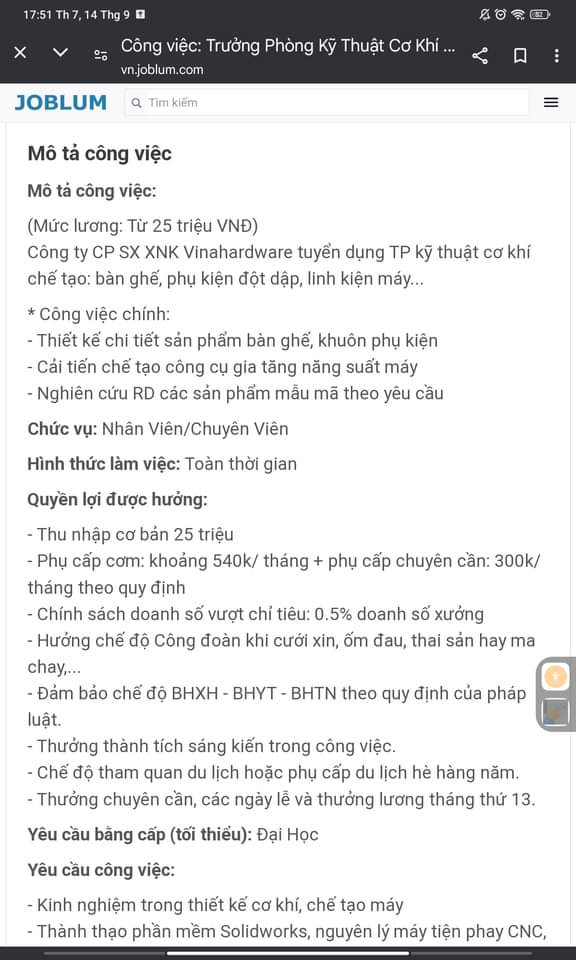 17:51 Th 7, 14 Thg 9
52
Công việc: Trưởng Phòng Kỹ Thuật Cơ Khí ...
vn.joblum.com
JOBLUM
Tìm kiếm
Mô tả công việc
Mô tả công việc:
(Mức lương: Từ 25 triệu VNĐ)
Công ty CP SX XNK Vinahardware tuyển dụng TP kỹ thuật cơ khí
chế tạo: bàn ghế, phụ kiện đột dập, linh kiện máy...
* Công việc chính:
- Thiết kế chi tiết sản phẩm bàn ghế, khuôn phụ kiện
- Cải tiến chế tạo công cụ gia tăng năng suất máy
- Nghiên cứu RD các sản phẩm mẫu mã theo yêu cầu
Chức vụ: Nhân Viên/Chuyên Viên
Hình thức làm việc: Toàn thời gian
Quyền lợi được hưởng:
- Thu nhập cơ bản 25 triệu
- Phụ cấp cơm: khoảng 540k/ tháng + phụ cấp chuyên cần: 300k/
tháng theo quy định
- Chính sách doanh số vượt chỉ tiêu: 0.5% doanh số xưởng
- Hưởng chế độ Công đoàn khi cưới xin, ốm đau, thai sản hay ma
chay,...
- Đảm bảo chế độ BHXH - BHYT - BHTN theo quy định của pháp
luật.
- Thưởng thành tích sáng kiến trong công việc.
- Chế độ tham quan du lịch hoặc phụ cấp du lịch hè hàng năm.
- Thưởng chuyên cần, các ngày lễ và thưởng lương tháng thứ 13.
Yêu cầu bằng cấp (tối thiểu): Đại Học
Yêu cầu công việc:
- Kinh nghiệm trong thiết kế cơ khí, chế tạo máy
- Thành thạo phần mềm Solidworks, nguyên lý máy tiện phay CNC,